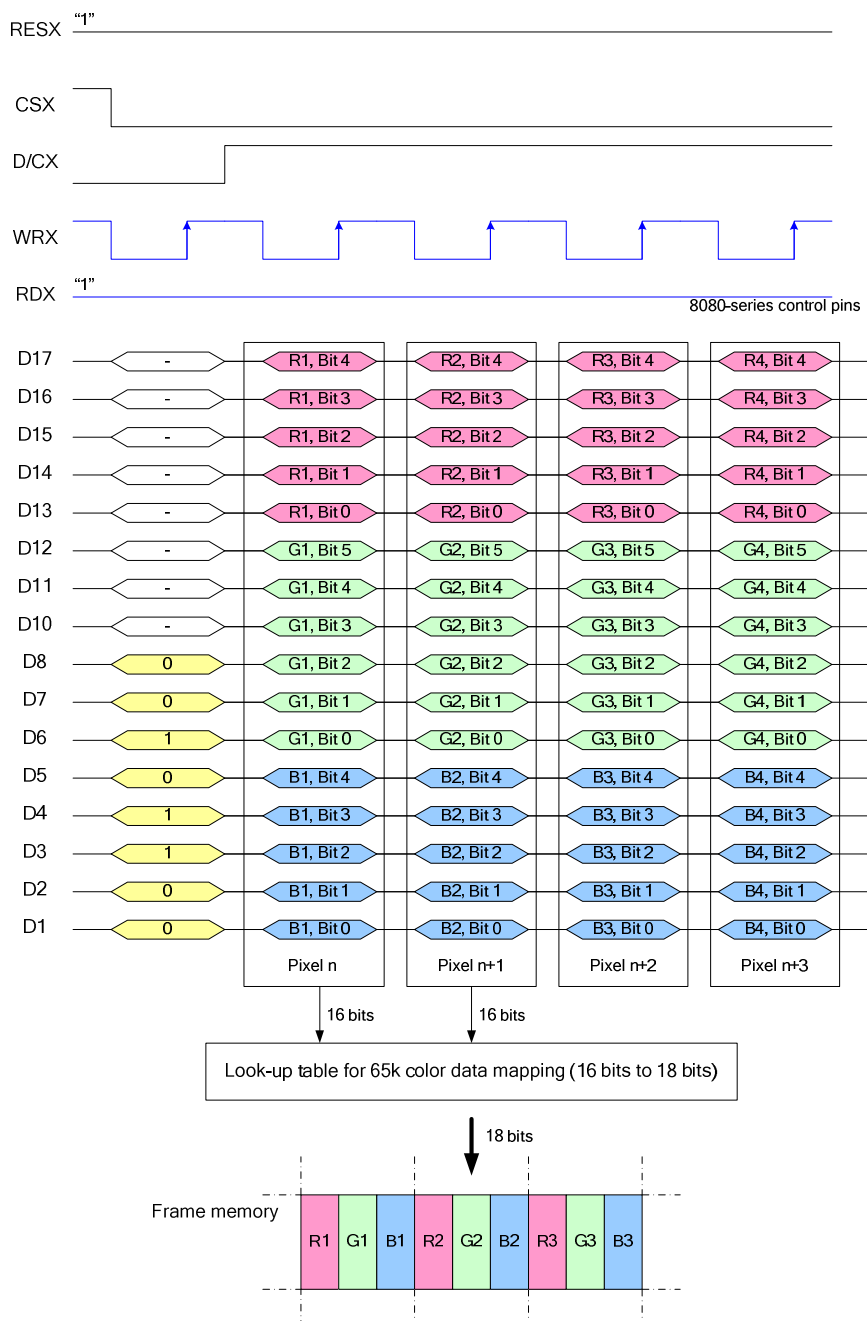 RESX "1"
CSX
D/CX
WRX
RDX "1"
8080-series control pins
D17 - R1, Bit 4 R2, Bit 4 R3, Bit 4 R4, Bit 4
D16 - R1, Bit 3 R2, Bit 3 R3, Bit 3 R4, Bit 3
D15 - R1, Bit 2 R2, Bit 2 R3, Bit 2 R4, Bit 2
D14 - R1, Bit 1 R2, Bit 1 R3, Bit 1 R4, Bit 1
D13 - R1, Bit 0 R2, Bit 0 R3, Bit 0 R4, Bit 0
D12 - G1, Bit 5 G2, Bit 5 G3, Bit 5 G4, Bit 5
D11 - G1, Bit 4 G2, Bit 4 G3, Bit 4 G4, Bit 4
D10 - G1, Bit 3 G2, Bit 3 G3, Bit 3 G4, Bit 3
D8 0 G1, Bit 2 G2, Bit 2 G3, Bit 2 G4, Bit 2
D7 0 G1, Bit 1 G2, Bit 1 G3, Bit 1 G4, Bit 1
D6 1 G1, Bit 0 G2, Bit 0 G3, Bit 0 G4, Bit 0
D5 0 B1, Bit 4 B2, Bit 4 B3, Bit 4 B4, Bit 4
D4 1 B1, Bit 3 B2, Bit 3 B3, Bit 3 B4, Bit 3
D3 1 B1, Bit 2 B2, Bit 2 B3, Bit 2 B4, Bit 2
D2 0 B1, Bit 1 B2, Bit 1 B3, Bit 1 B4, Bit 1
D1 0 B1, Bit 0 B2, Bit 0 B3, Bit 0 B4, Bit 0
Pixel n Pixel n+1 Pixel n+2 Pixel n+3
16 bits 16 bits
Look-up table for 65k color data mapping (16 bits to 18 bits)
18 bits
Frame memory
R1 G1 B1 R2 G2 B2 R3 G3 B3